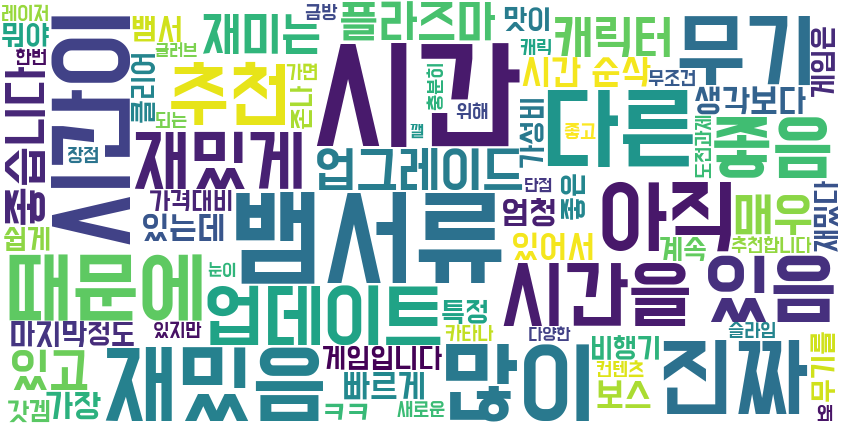 레이저
뭐야
한번
좋습니다
시간이
뱀서
클리어
글러브
되는
장점
추천
재미는
가면
존나
금방
시간
플라즈마
충분히
깰
위해
맛이
캐릭
캐릭터
시간 순삭
무조건
좋고
가성비
다른
무기
생각보다
도전과제
게임은
좋음
재밌게
업그레이드
단점
가격대비
있는데
뱀서류
엄청
좋은
아직
매우
재밌다
쉽게
때문에
눈이
있어서
계속
추천합니다
업데이트
특정
시간을
있음
마지막정도
있지만
카타나
다양한
슬라임
있고
재밌음
게임입니다
빠르게
많이
비행기
컨텐츠
보스
진짜
무기를
갓겜
가장
ㅋㅋ
새로운
왜